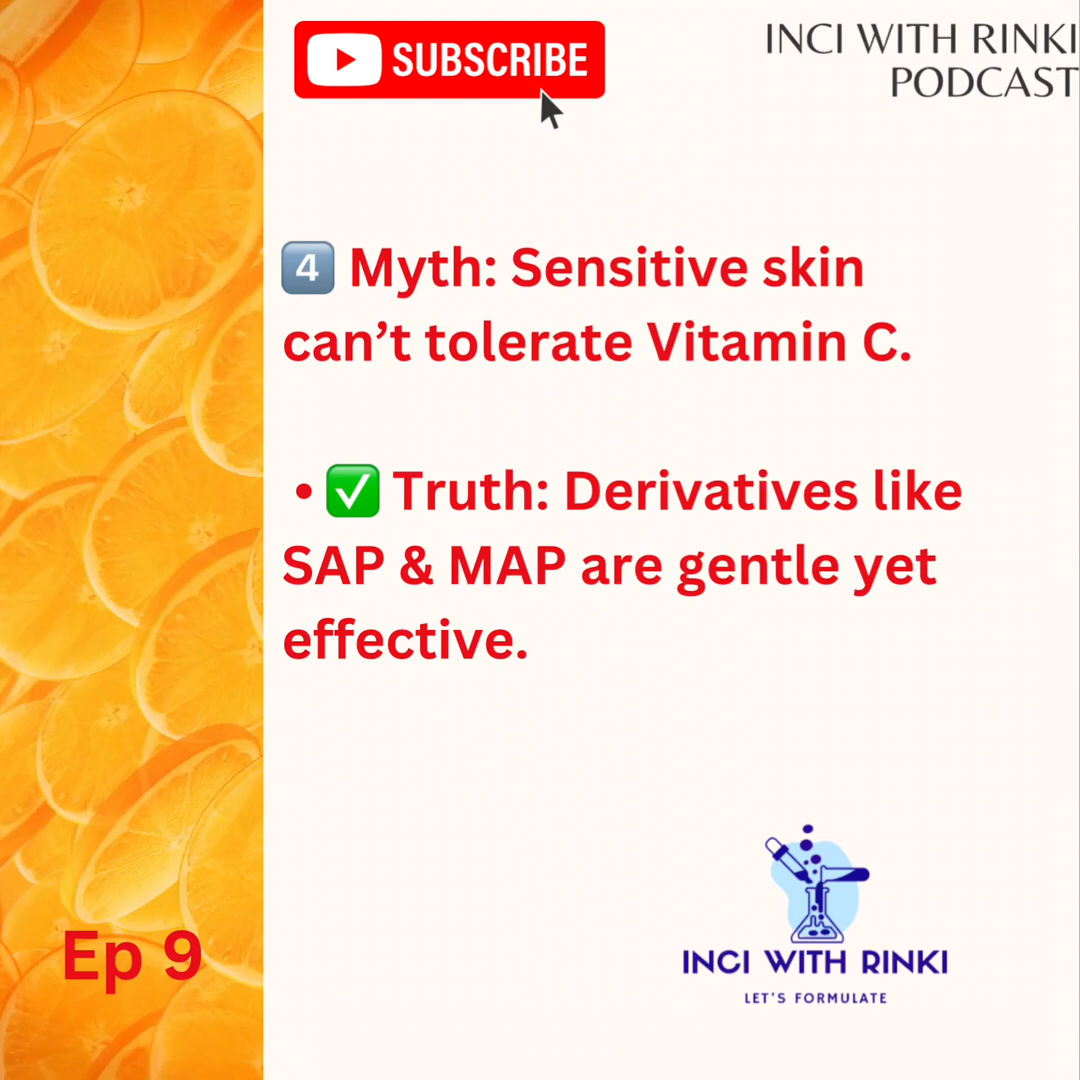 SUBSCRIBE
INCI WITH RINKI
PODCAST
4️⃣ Myth: Sensitive skin
can’t tolerate Vitamin C.
• ✅ Truth: Derivatives like
SAP & MAP are gentle yet
effective.
Ep 9
INCI WITH RINKI
LET'S FORMULATE